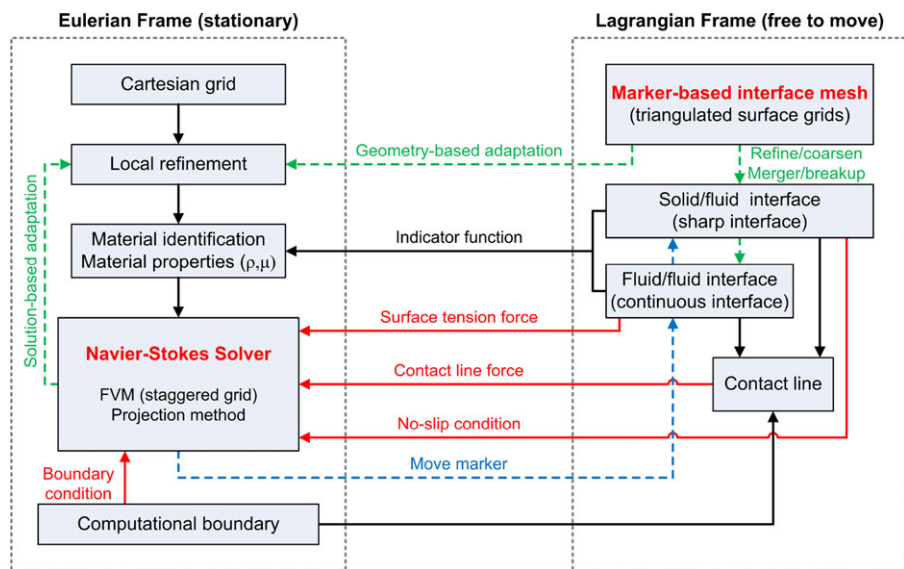 Eulerian Frame (stationary)
Lagrangian Frame (free to move)
Cartesian grid
Local refinement
Material identification
Material properties (ρ,μ)
Navier-Stokes Solver
FVM (staggered grid)
Projection method
Computational boundary
Solution-based adaptation
Boundary
condition
Geometry-based adaptation
Indicator function
Surface tension force
Contact line force
No-slip condition
Move marker
Marker-based interface mesh
(triangulated surface grids)
Refine/coarsen
Merger/breakup
Solid/fluid interface
(sharp interface)
Fluid/fluid interface
(continuous interface)
Contact line